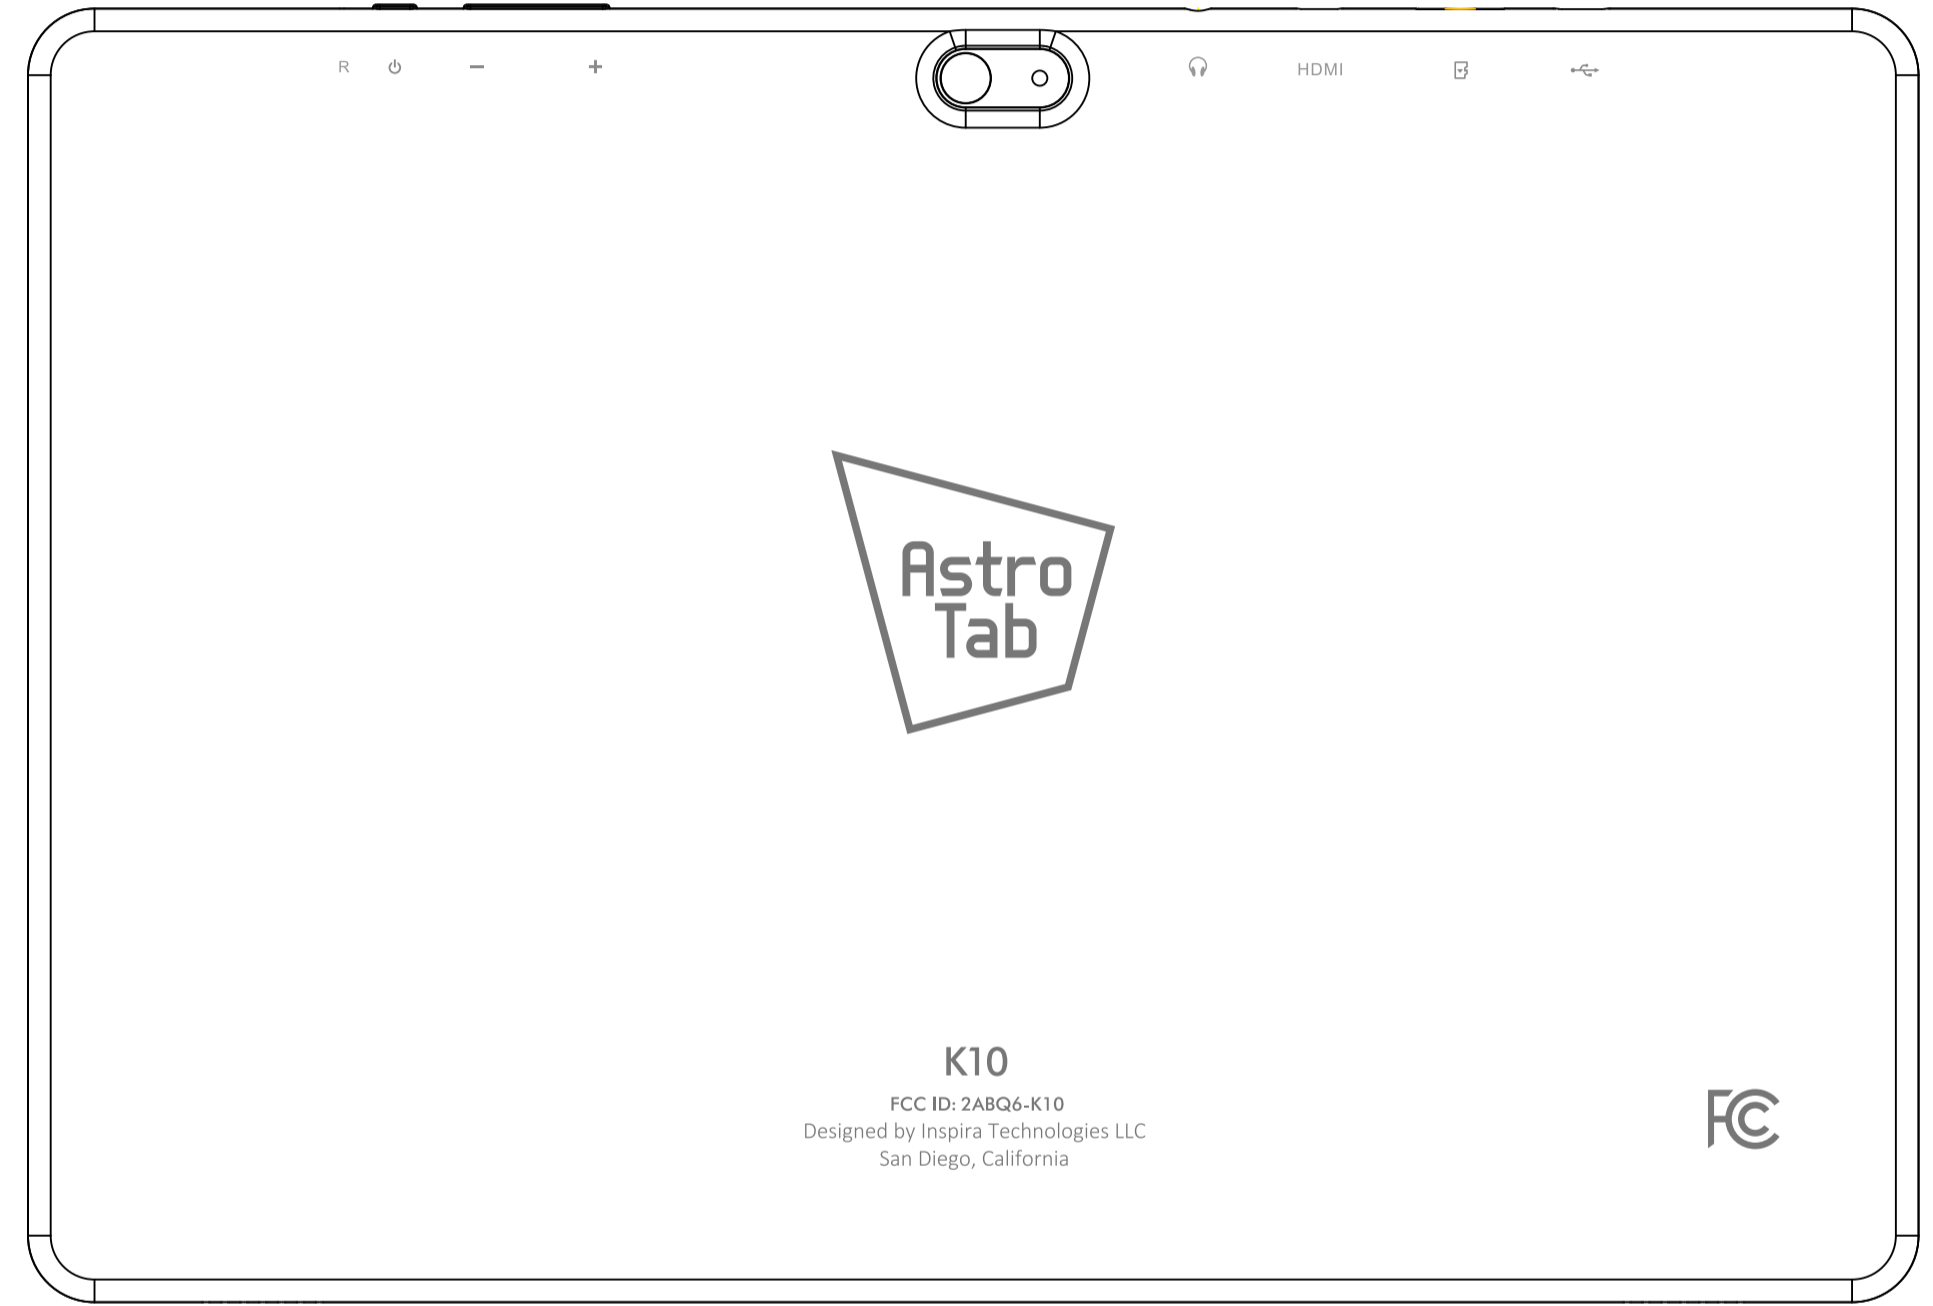 R
HDMI
Astro
Tab
K10
FCC ID: 2ABQ6-K10
Designed by Inspira Technologies LLC
San Diego, California
FC